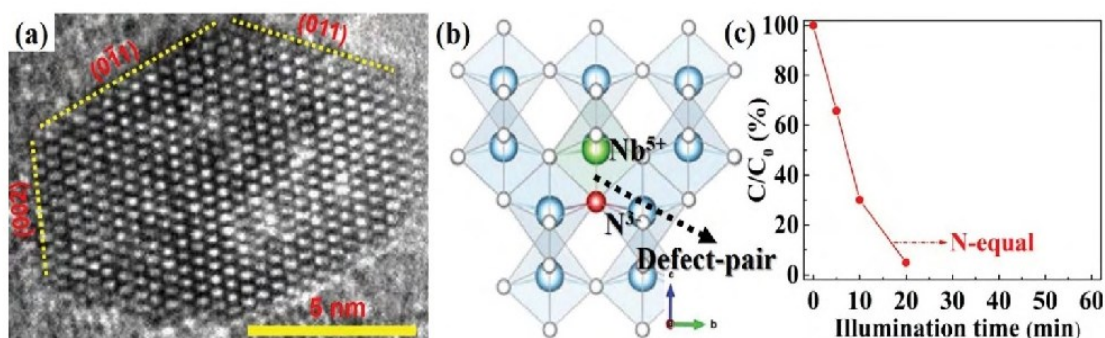 (a)
(01̄1)
(011)
(002)
5 nm
(b)
Nb⁵⁺
N³⁻
Defect-pair
c
b
(c)
C/C₀ (%)
100
80
60
40
20
0
N-equal
0 10 20 30 40 50 60
Illumination time (min)